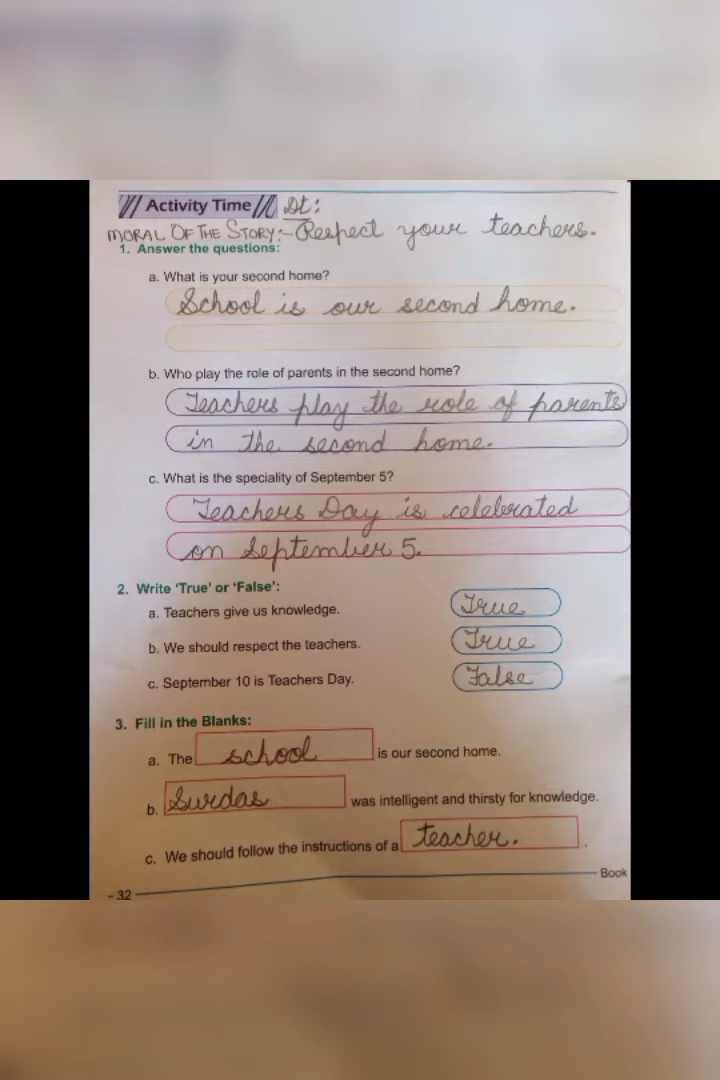 Activity Time Dt:
MORAL OF THE STORY:- Respect your teachers.
1. Answer the questions:
a. What is your second home?
School is our second home.
b. Who play the role of parents in the second home?
Teachers play the role of parents
in the second home.
c. What is the speciality of September 5?
Teachers Day is celebrated
on September 5.
2. Write 'True' or 'False':
a. Teachers give us knowledge. True
b. We should respect the teachers. True
c. September 10 is Teachers Day. False
3. Fill in the Blanks:
a. The school is our second home.
b. Surdas was intelligent and thirsty for knowledge.
c. We should follow the instructions of a teacher. .
Book
- 32